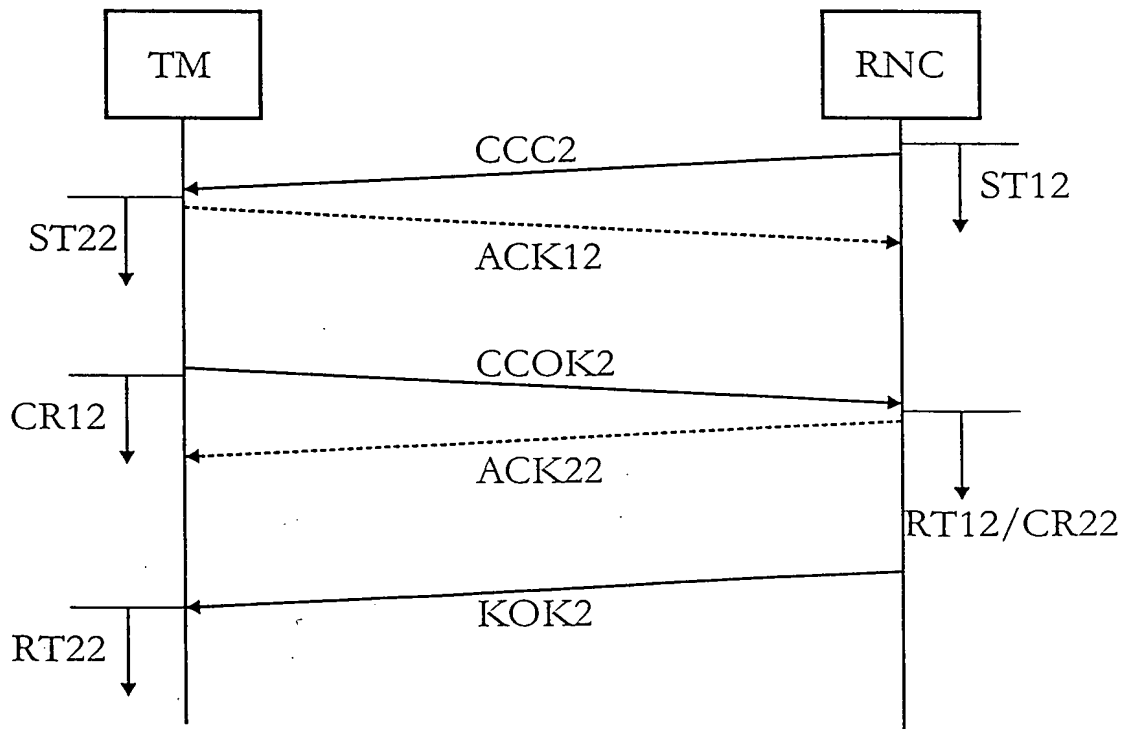 TM
RNC
CCC2
ST12
ST22
ACK12
CCOK2
CR12
ACK22
RT12/CR22
KOK2
RT22